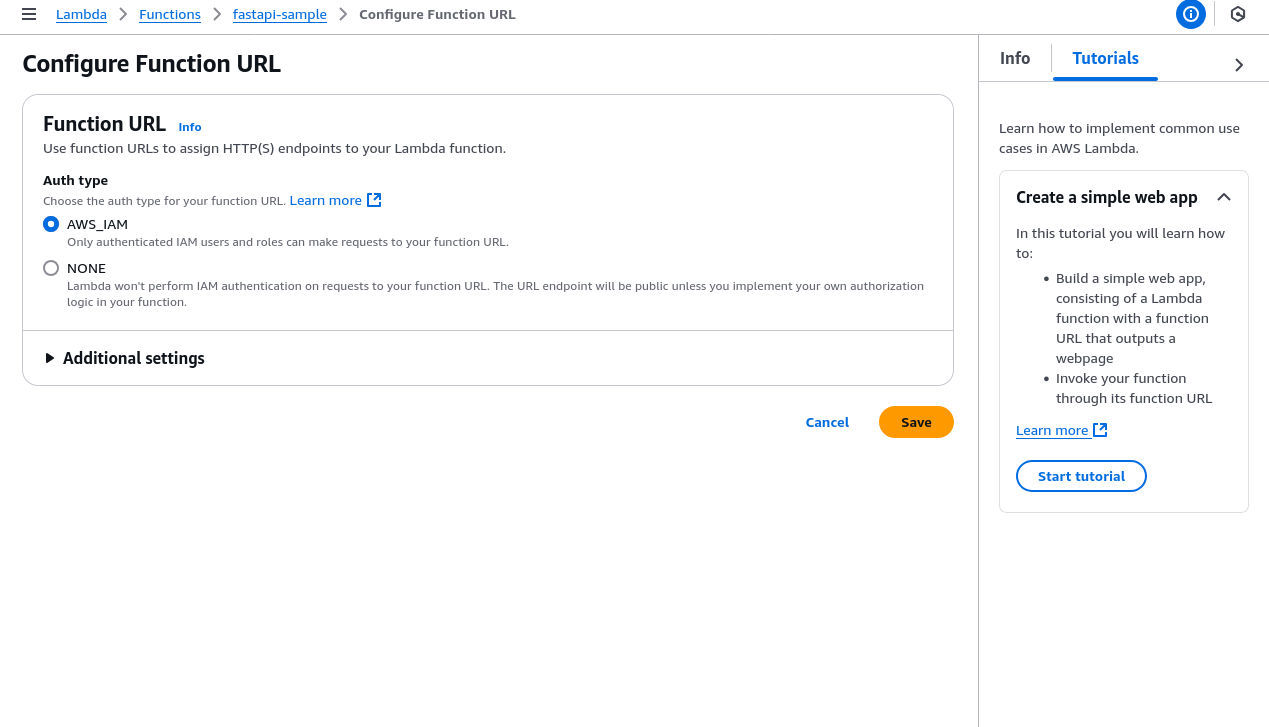 Lambda > Functions > fastapi-sample > Configure Function URL
Configure Function URL
Function URL Info
Use function URLs to assign HTTP(S) endpoints to your Lambda function.
Auth type
Choose the auth type for your function URL. Learn more
AWS_IAM
Only authenticated IAM users and roles can make requests to your function URL.
NONE
Lambda won't perform IAM authentication on requests to your function URL. The URL endpoint will be public unless you implement your own authorization
logic in your function.
Additional settings
Cancel Save
Info Tutorials
Learn how to implement common use
cases in AWS Lambda.
Create a simple web app
In this tutorial you will learn how
to:
• Build a simple web app,
consisting of a Lambda
function with a function
URL that outputs a
webpage
• Invoke your function
through its function URL
Learn more
Start tutorial